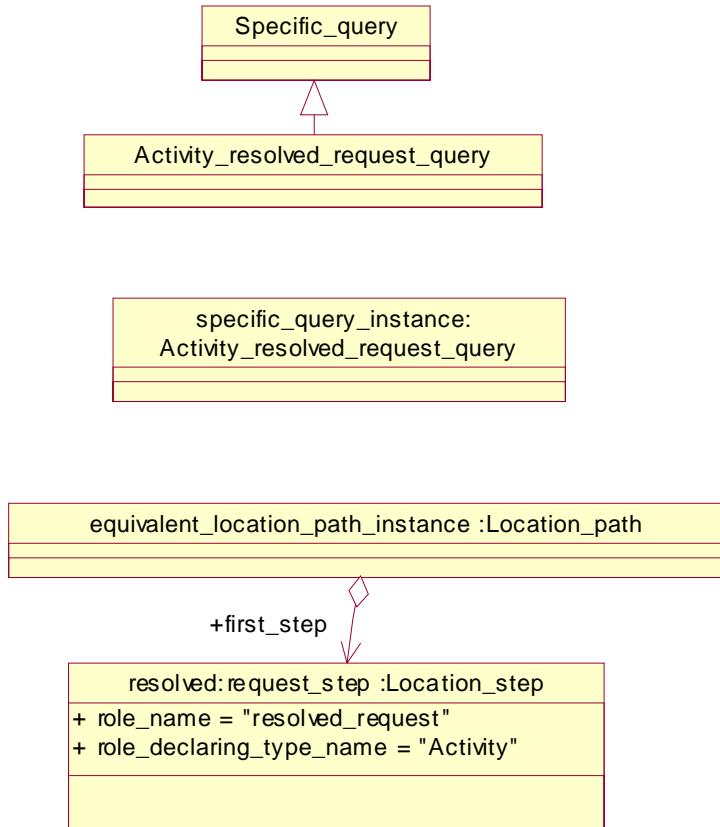 Specific_query
Activity_resolved_request_query
specific_query_instance:
Activity_resolved_request_query
equivalent_location_path_instance :Location_path
+first_step
resolved:request_step :Location_step
+ role_name = "resolved_request"
+ role_declaring_type_name = "Activity"